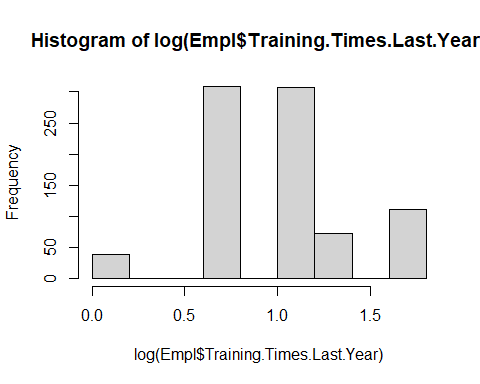 Histogram of log(Empl$Training.Times.Last.Year
Frequency
0 50 150 250
0.0 0.5 1.0 1.5
log(Empl$Training.Times.Last.Year)